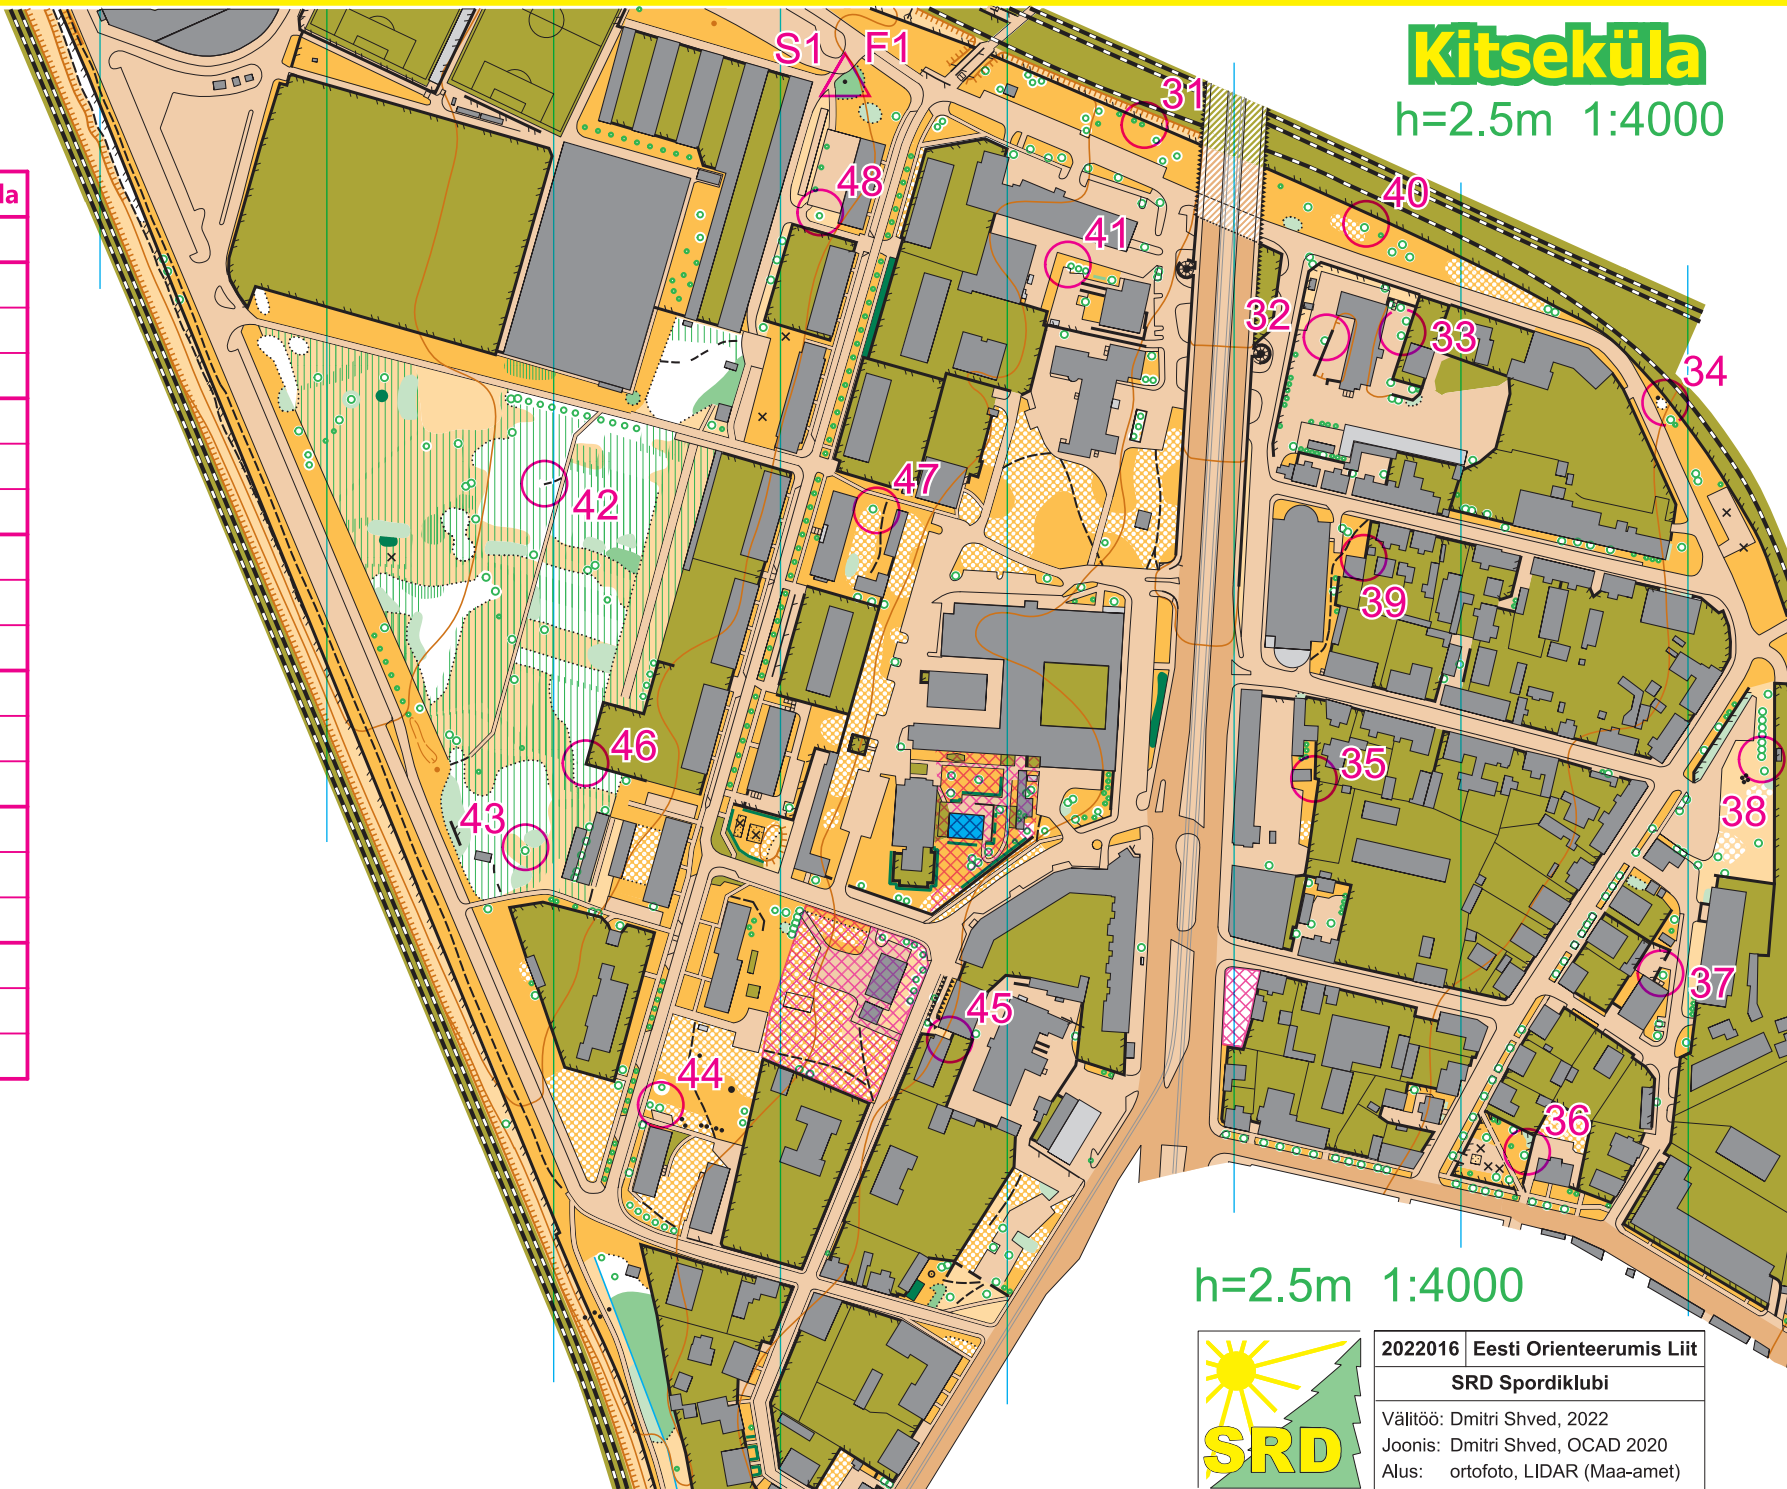 Kitseküla
h=2.5m 1:4000
S1 F1
31
48
40
41
la
32
33
34
47
42
39
46
35
43
38
37
45
44
36
h=2.5m 1:4000
SRD
2022016 Eesti Orienteerumis Liit
SRD Spordiklubi
Välitöö: Dmitri Shved, 2022
Joonis: Dmitri Shved, OCAD 2020
Alus: ortofoto, LIDAR (Maa-amet)